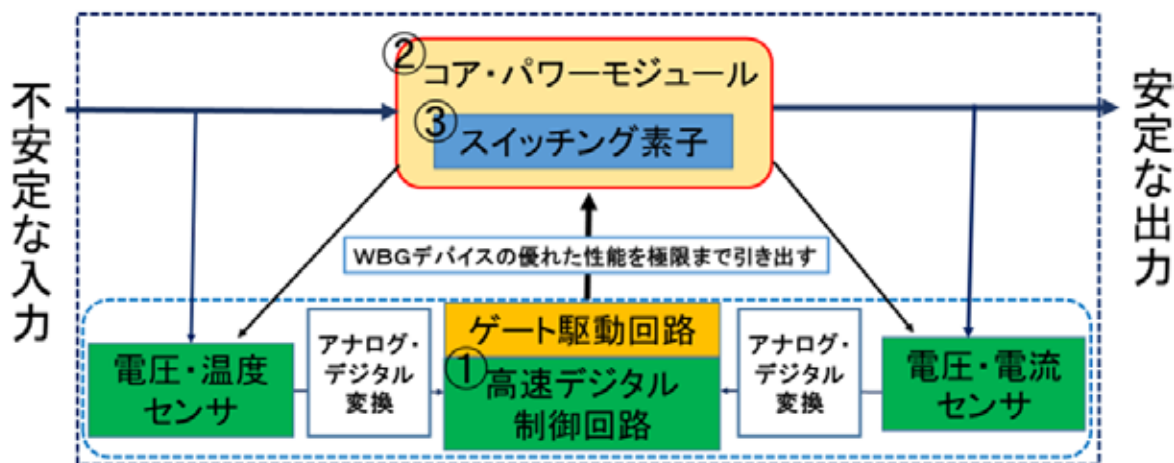 不安定な入力
②
コア・パワーモジュール
③
スイッチング素子
安定な出力
WBGデバイスの優れた性能を極限まで引き出す
電圧・温度
センサ
アナログ・
デジタル
変換
ゲート駆動回路
①
高速デジタル
制御回路
アナログ・
デジタル
変換
電圧・電流
センサ